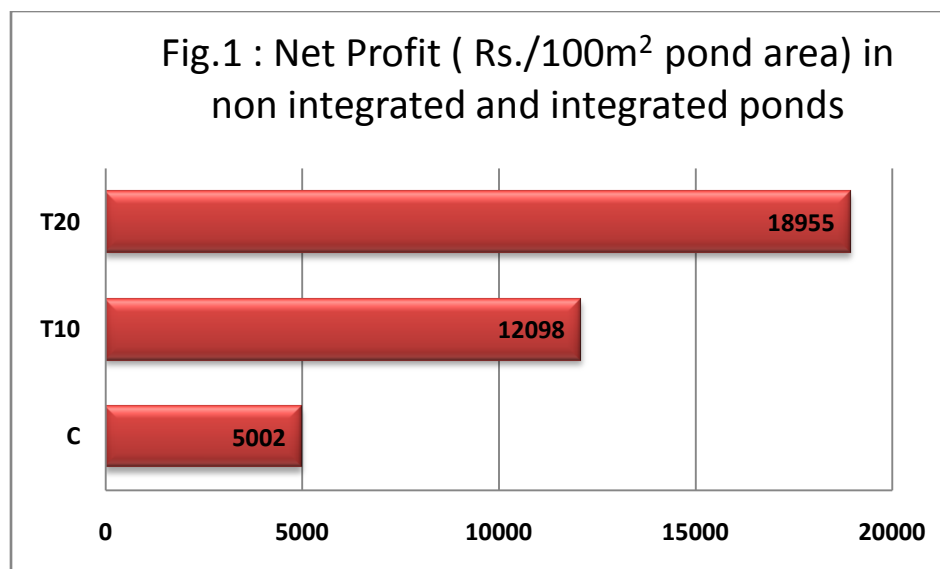 Fig.1 : Net Profit ( Rs./100m² pond area) in
non integrated and integrated ponds
T20
18955
T10
12098
C
5002
0 5000 10000 15000 20000